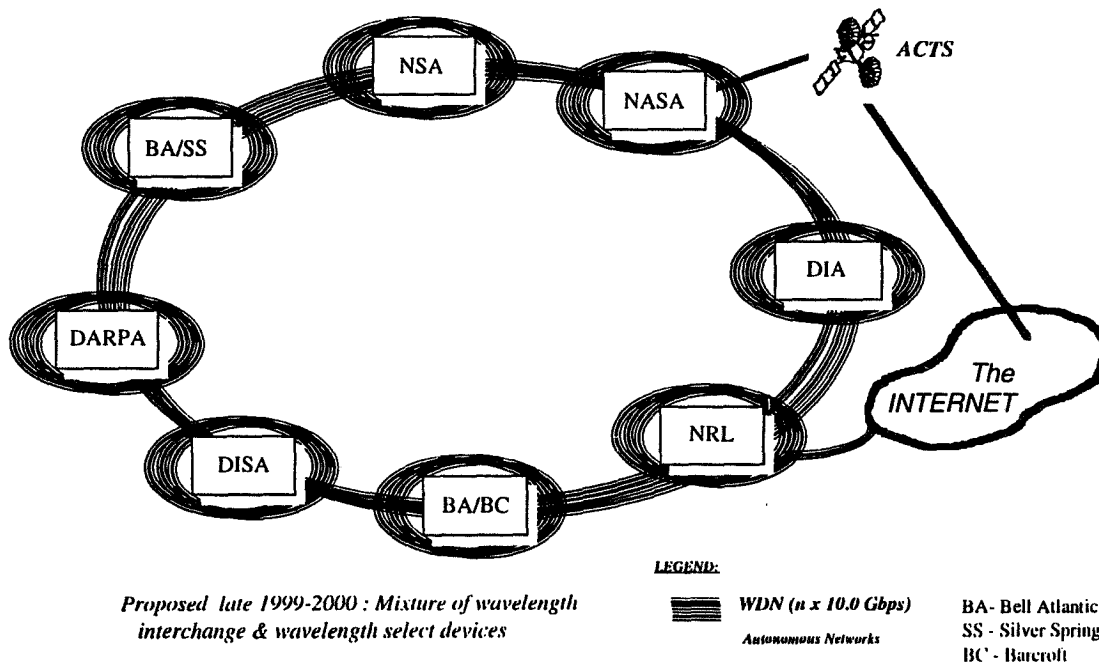 NSA
ACTS
NASA
BA/SS
DIA
DARPA
The
INTERNET
NRL
DISA
BA/BC
LEGEND:
Proposed late 1999-2000 : Mixture of wavelength
interchange & wavelength select devices
WDN (n x 10.0 Gbps)
Autonomous Networks
BA- Bell Atlantic
SS - Silver Spring
BC - Barcroft